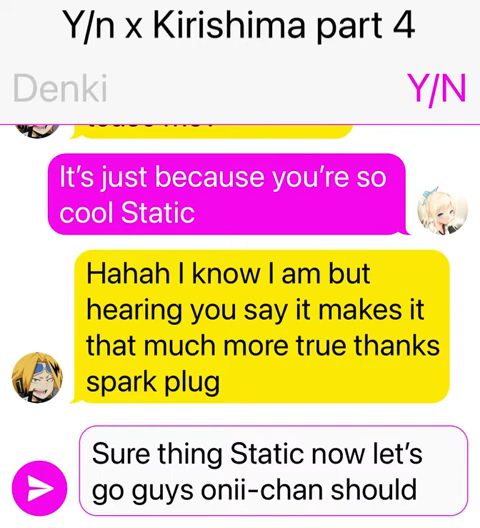 Y/n x Kirishima part 4
Denki
Y/N
It's just because you're so
cool Static
Hahah I know I am but
hearing you say it makes it
that much more true thanks
spark plug
Sure thing Static now let's
go guys onii-chan should